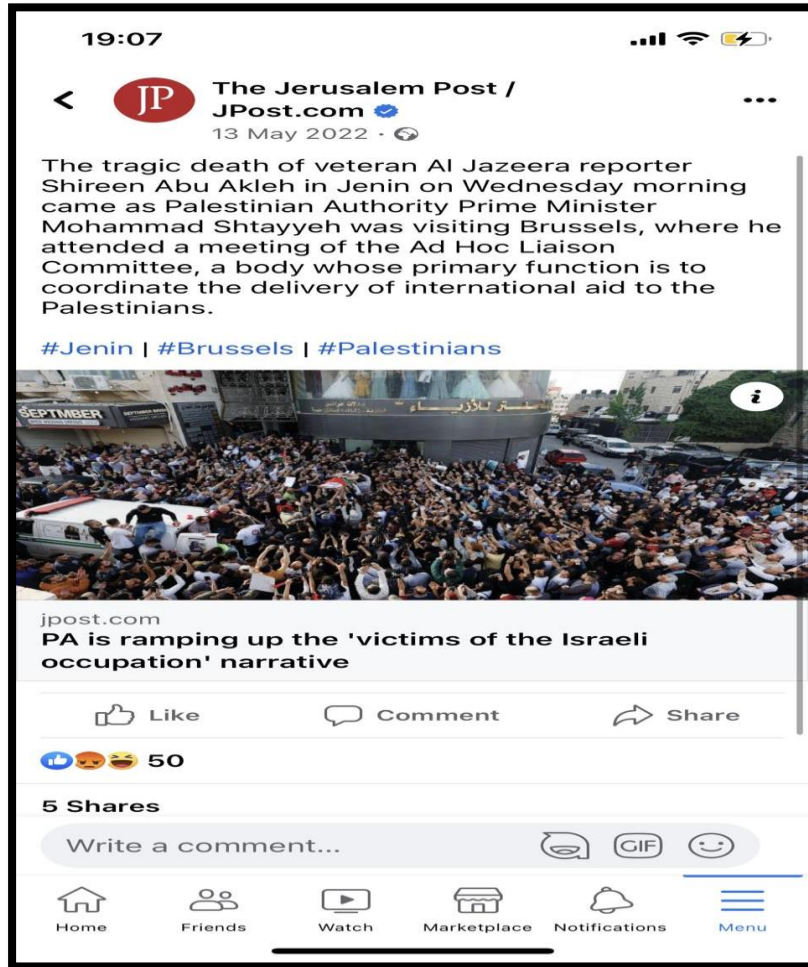 19:07
JP
The Jerusalem Post /
JPost.com
13 May 2022 ·
The tragic death of veteran Al Jazeera reporter
Shireen Abu Akleh in Jenin on Wednesday morning
came as Palestinian Authority Prime Minister
Mohammad Shtayyeh was visiting Brussels, where he
attended a meeting of the Ad Hoc Liaison
Committee, a body whose primary function is to
coordinate the delivery of international aid to the
Palestinians.
#Jenin | #Brussels | #Palestinians
SEPTMBER
i
jpost.com
PA is ramping up the 'victims of the Israeli
occupation' narrative
Like Comment Share
50
5 Shares
Write a comment... GIF
Home Friends Watch Marketplace Notifications Menu